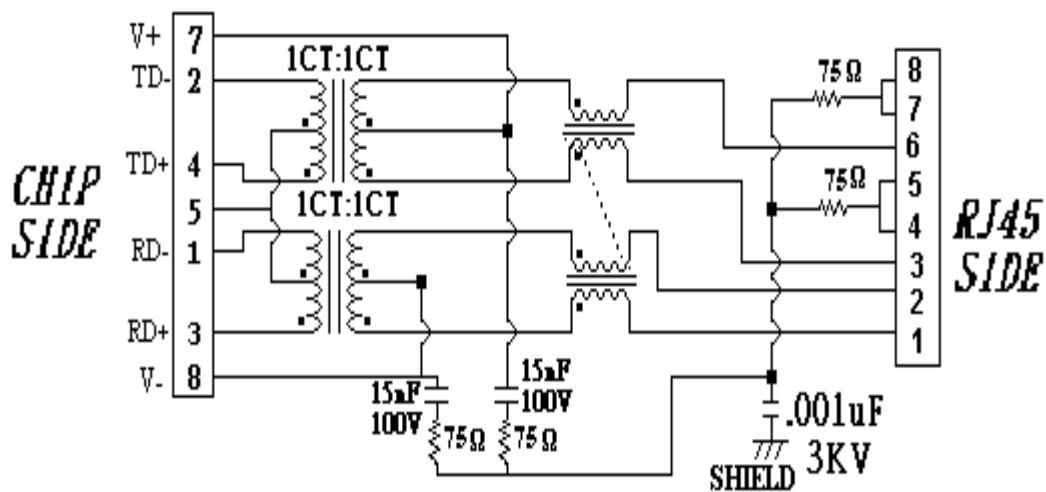 V+ 7
1CT:1CT
TD- 2
TD+ 4
CHIP
SIDE
5
1CT:1CT
RD- 1
RD+ 3
V- 8
15nF
100V
75Ω
15nF
100V
75Ω
75Ω
8
7
6
75Ω
5
4
3
2
1
RJ45
SIDE
.001uF
3KV
SHIELD